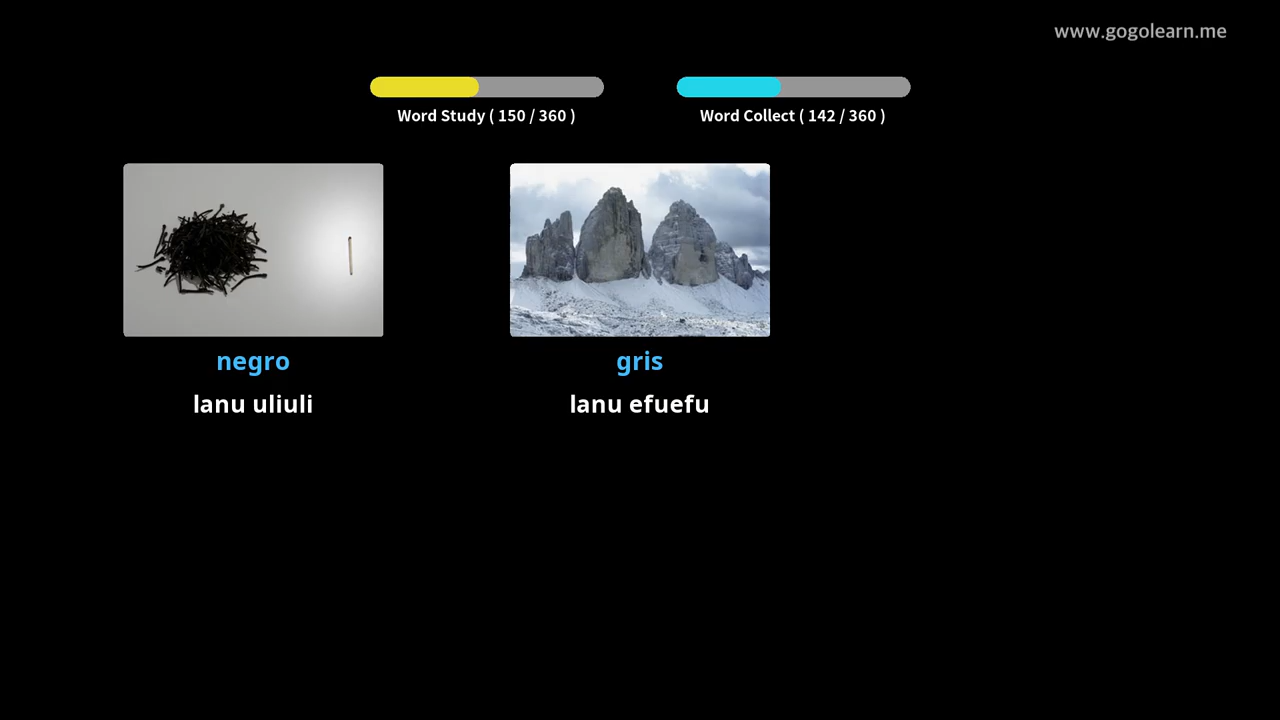 www.gogolearn.me
Word Study ( 150 / 360 )
Word Collect ( 142 / 360 )
negro
lanu uliuli
gris
lanu efuefu